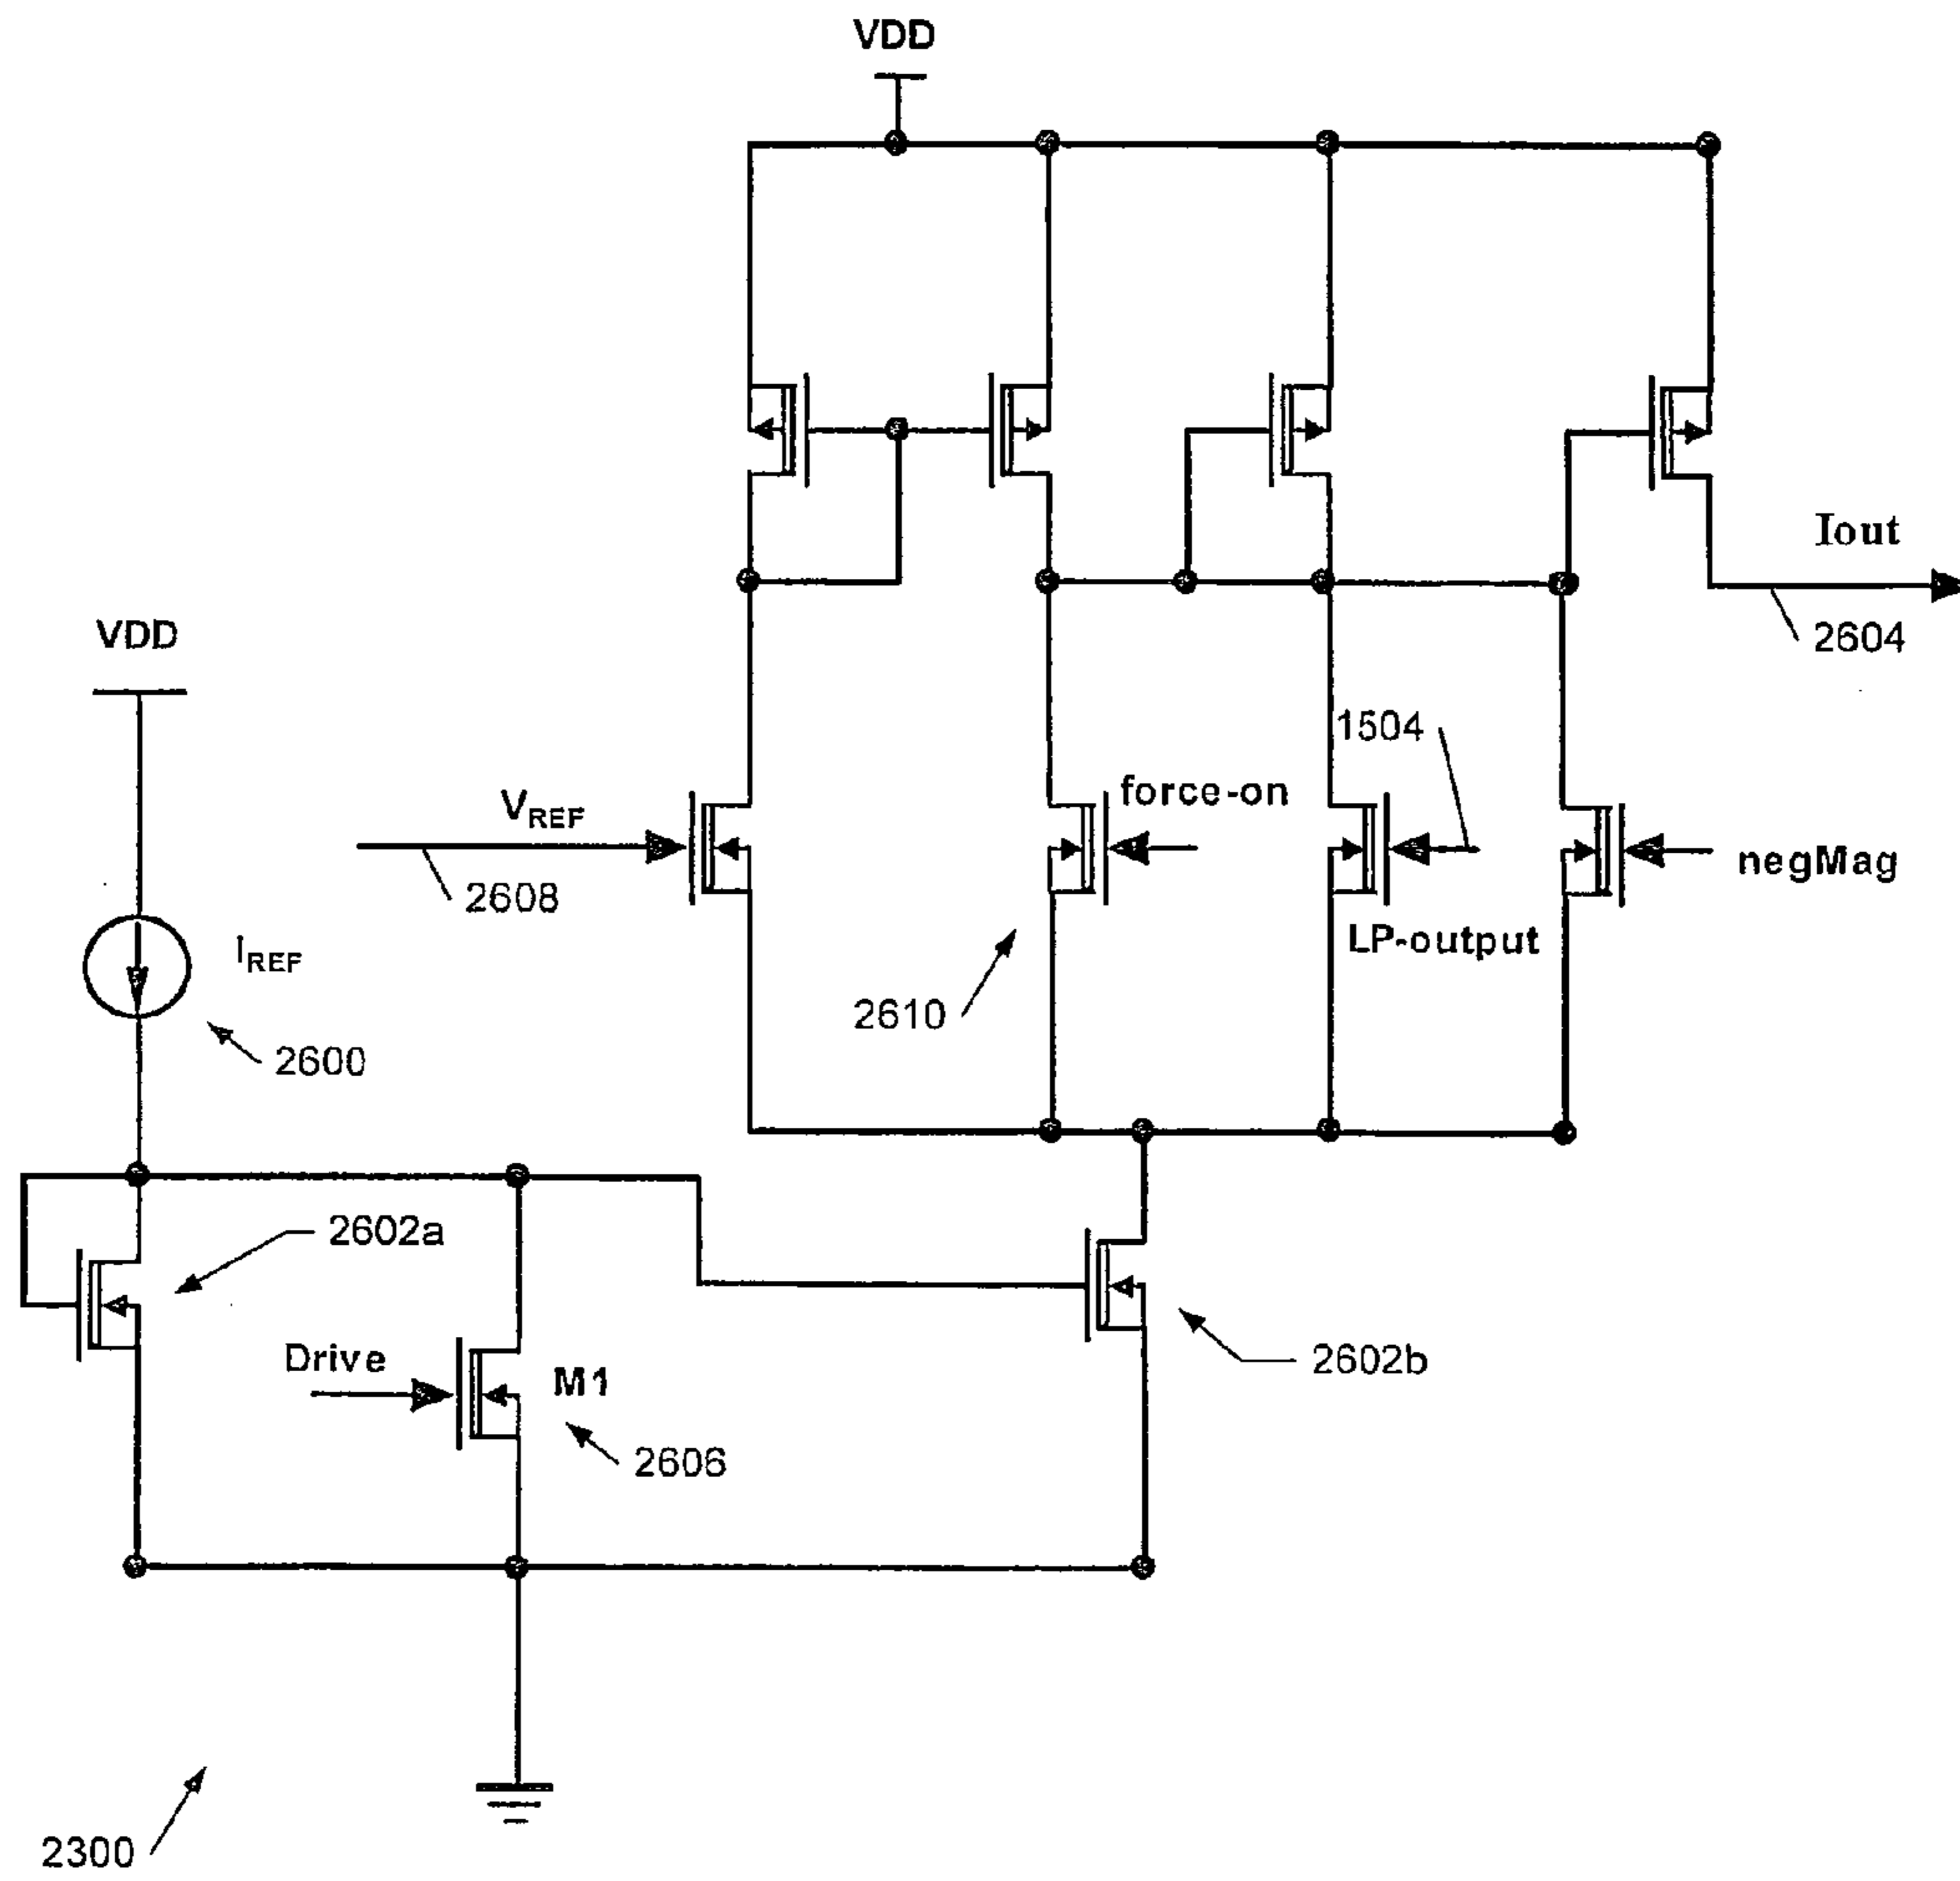 VDD
Iout
2604
VDD
1504
force-on
VREF
negMag
2608
LP-output
IREF
2610
2600
2602a
Drive
M1
2602b
2606
2300